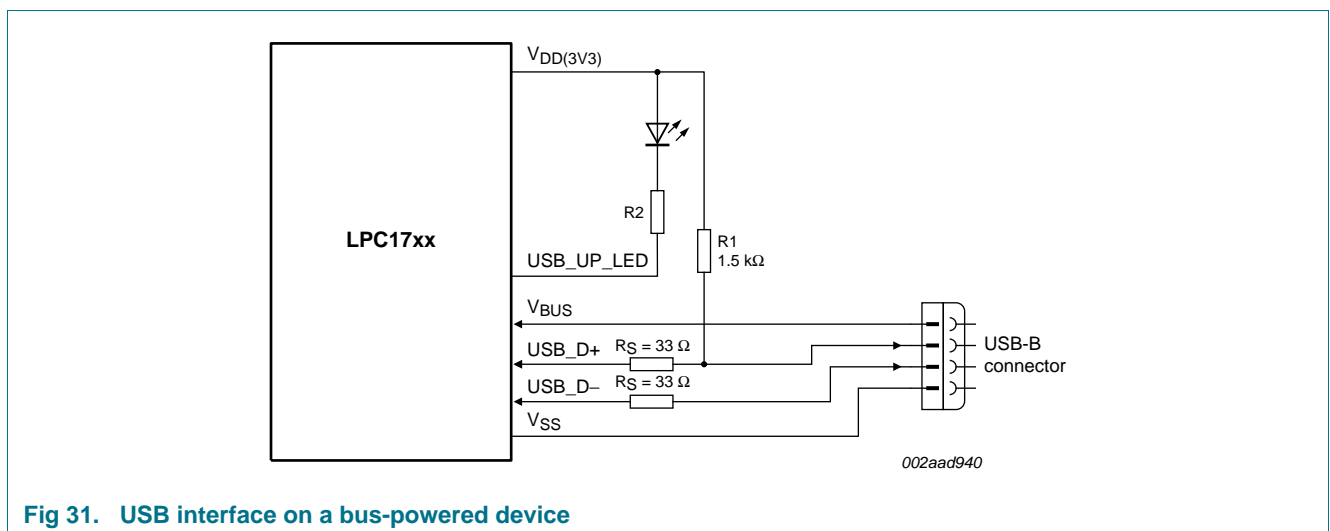 VDD(3V3)
R2
LPC17xx
R1
1.5 kΩ
USB_UP_LED
VBUS
USB_D+
RS = 33 Ω
USB-B
connector
USB_D−
RS = 33 Ω
VSS
002aad940
Fig 31. USB interface on a bus-powered device